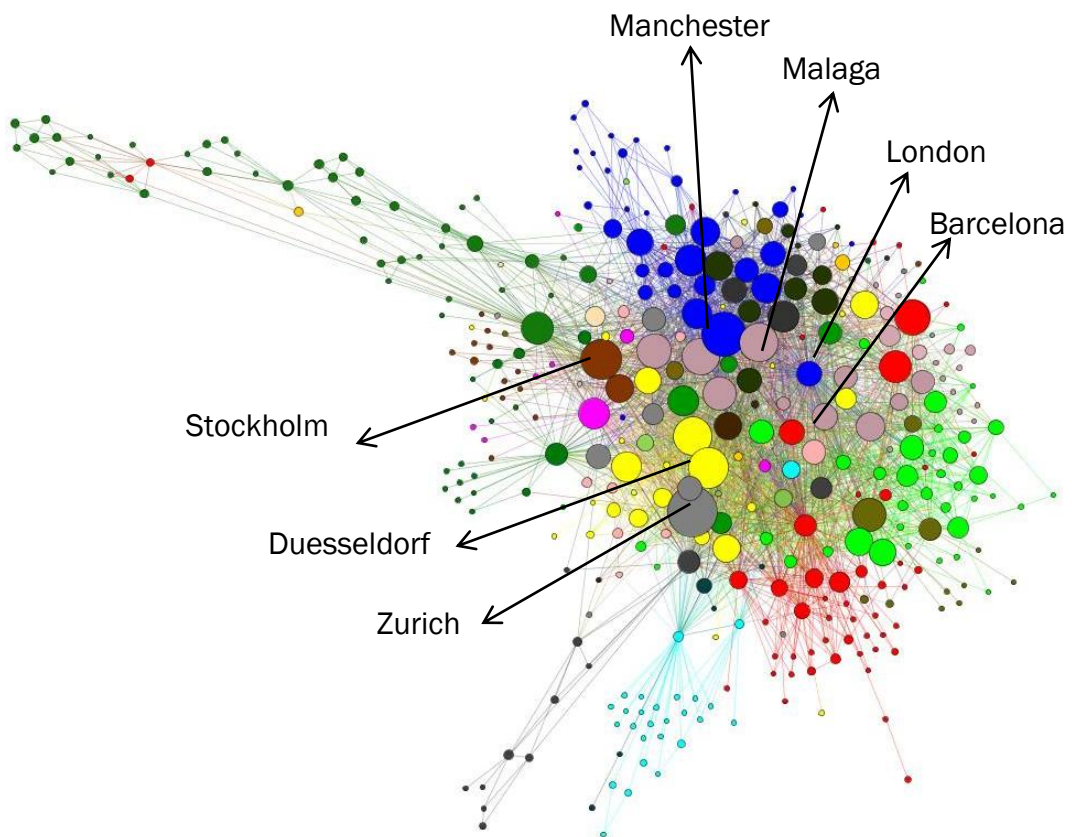 Manchester
Malaga
London
Barcelona
Stockholm
Duesseldorf
Zurich